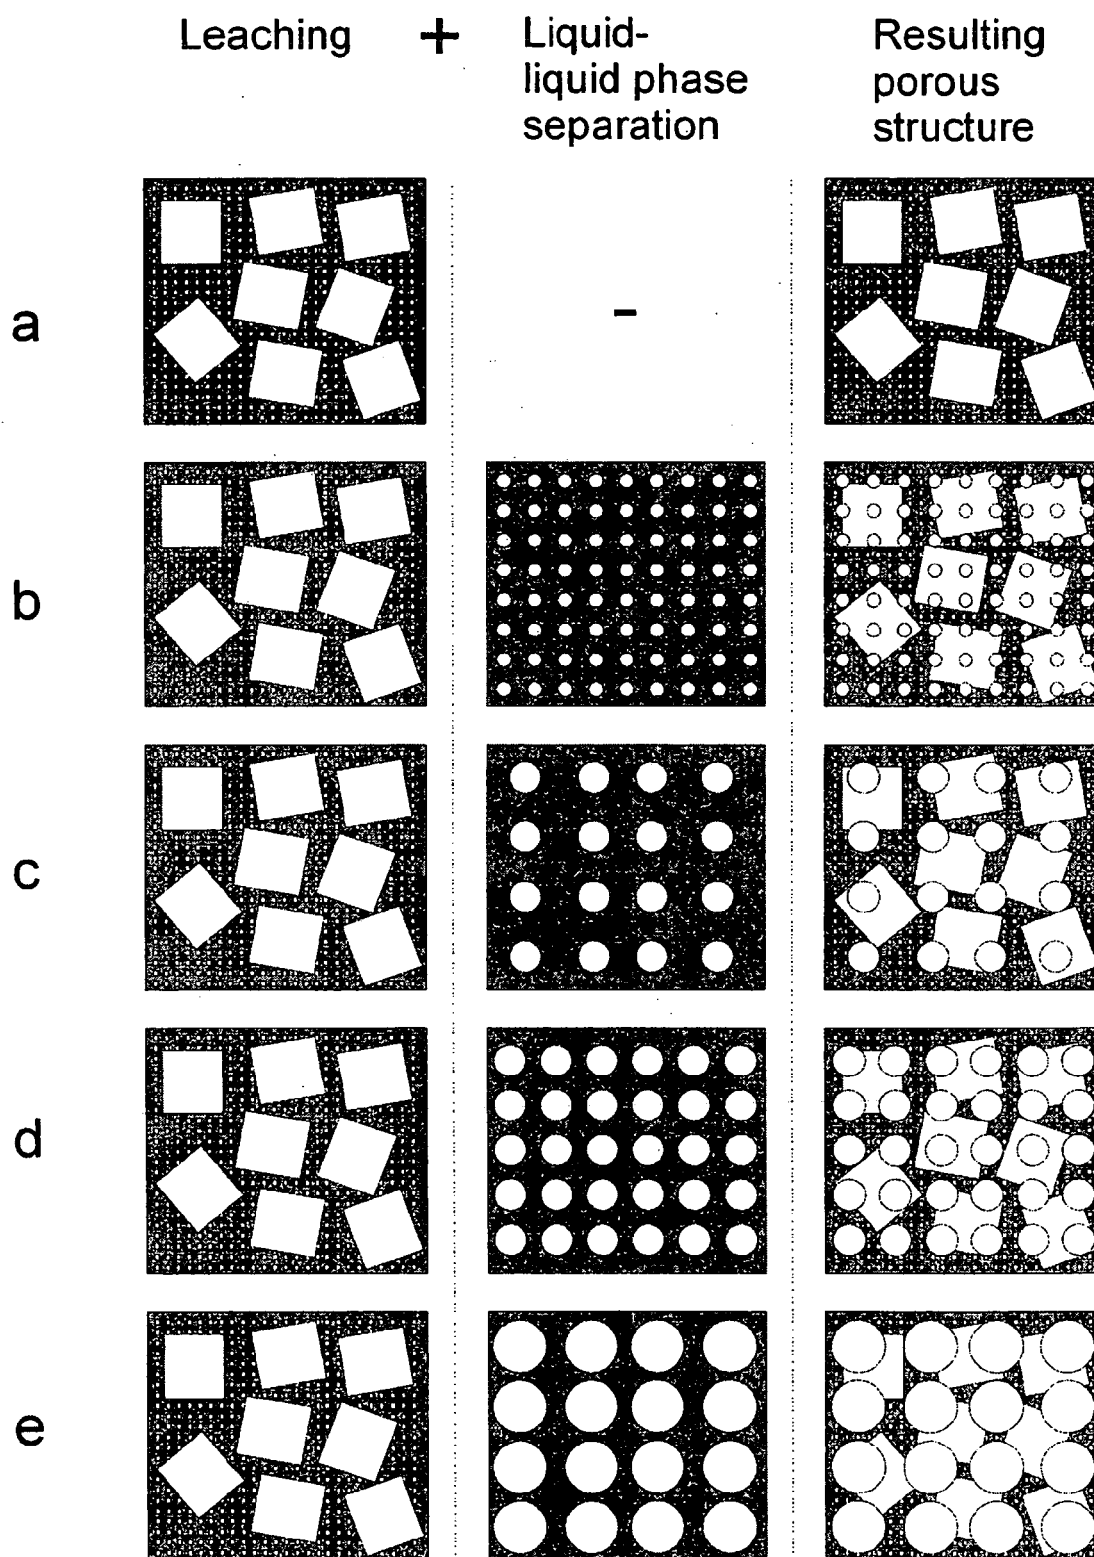 Leaching + Liquid-
liquid phase
separation
Resulting
porous
structure
a
-
b
c
d
e